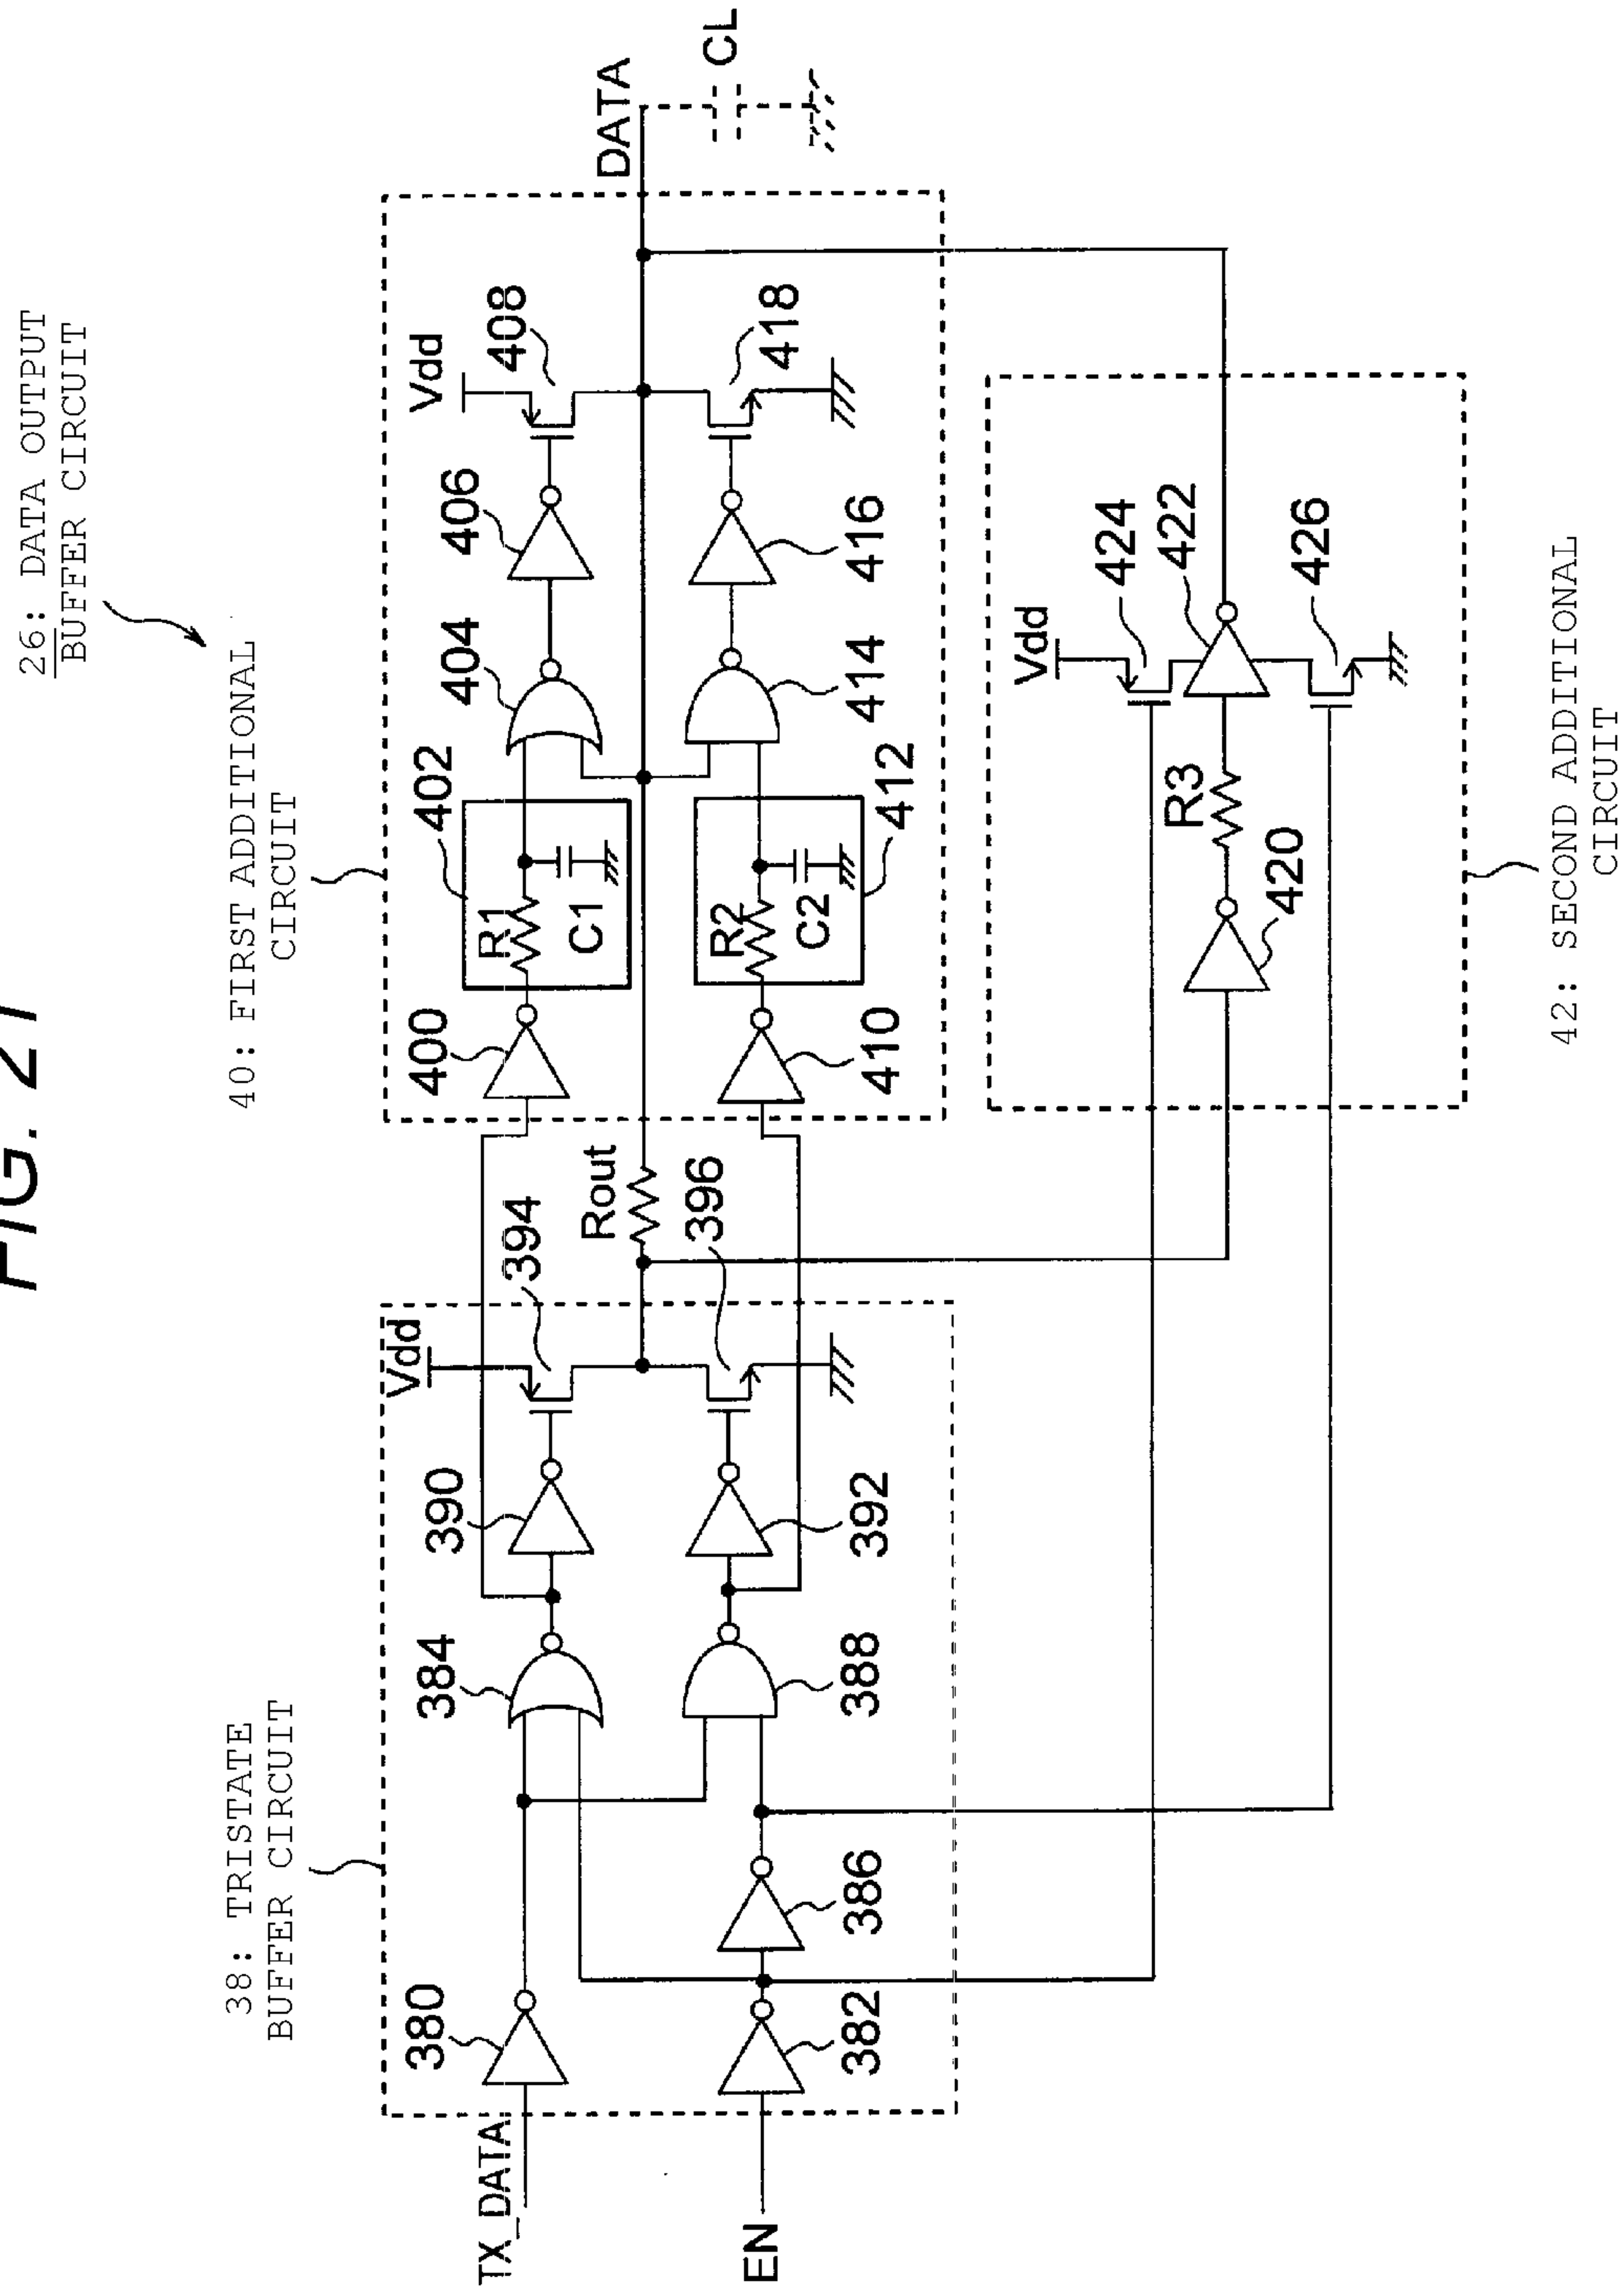 FIG. 21
26: DATA OUTPUT
BUFFER CIRCUIT
38: TRISTATE
BUFFER CIRCUIT
40: FIRST ADDITIONAL
CIRCUIT
TX_DATA
EN
380
382
384
386
388
390
392
Vdd
394
396
Rout
400
R1
C1
402
404
406
Vdd
408
410
R2
C2
412
414
416
418
DATA
CL
420
R3
Vdd
424
422
426
42: SECOND ADDITIONAL
CIRCUIT